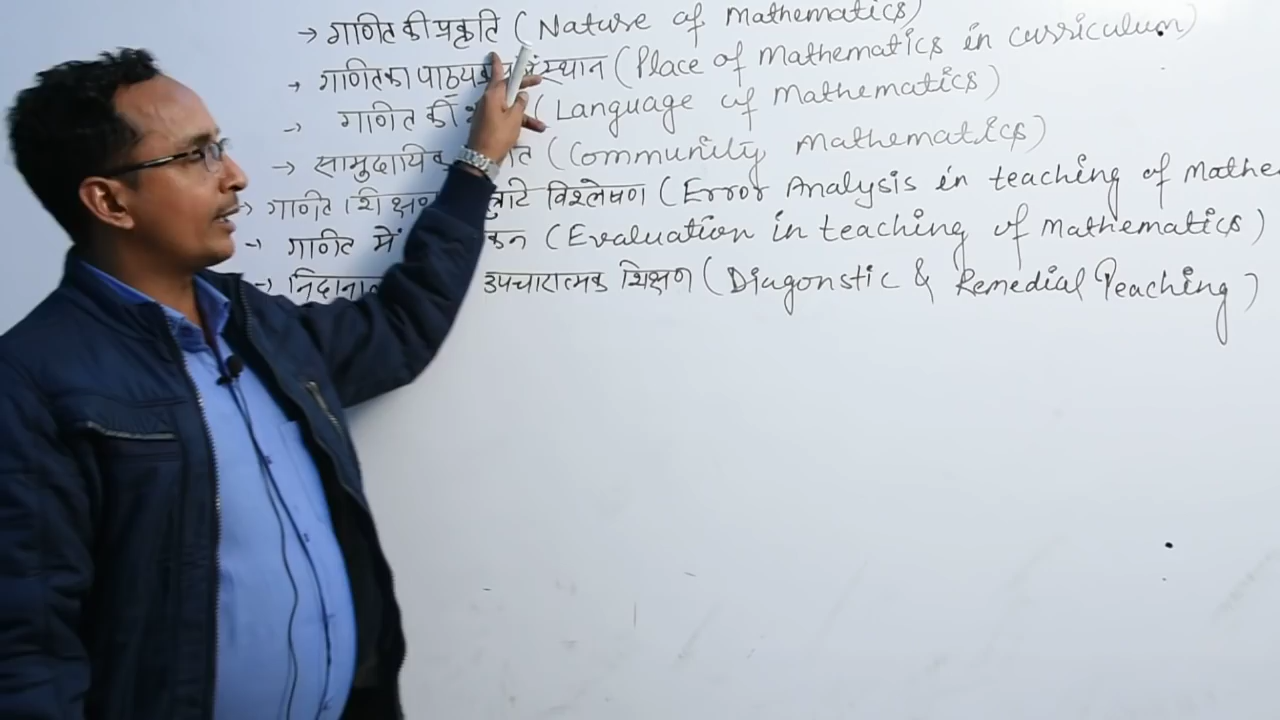 → गणित की प्रकृति (Nature of Mathematics)
→ गणित का स्थान (Place of Mathematics in curriculum)
→ गणित की (Language of Mathematics)
→ (Community Mathematics)
→ गणित शिक्षण त्रुटि विश्लेषण (Error Analysis in teaching of Mathe
→ गणित में (Evaluation in teaching of Mathematics)
→ उपचारात्मक शिक्षण (Diagonstic & Remedial Teaching)